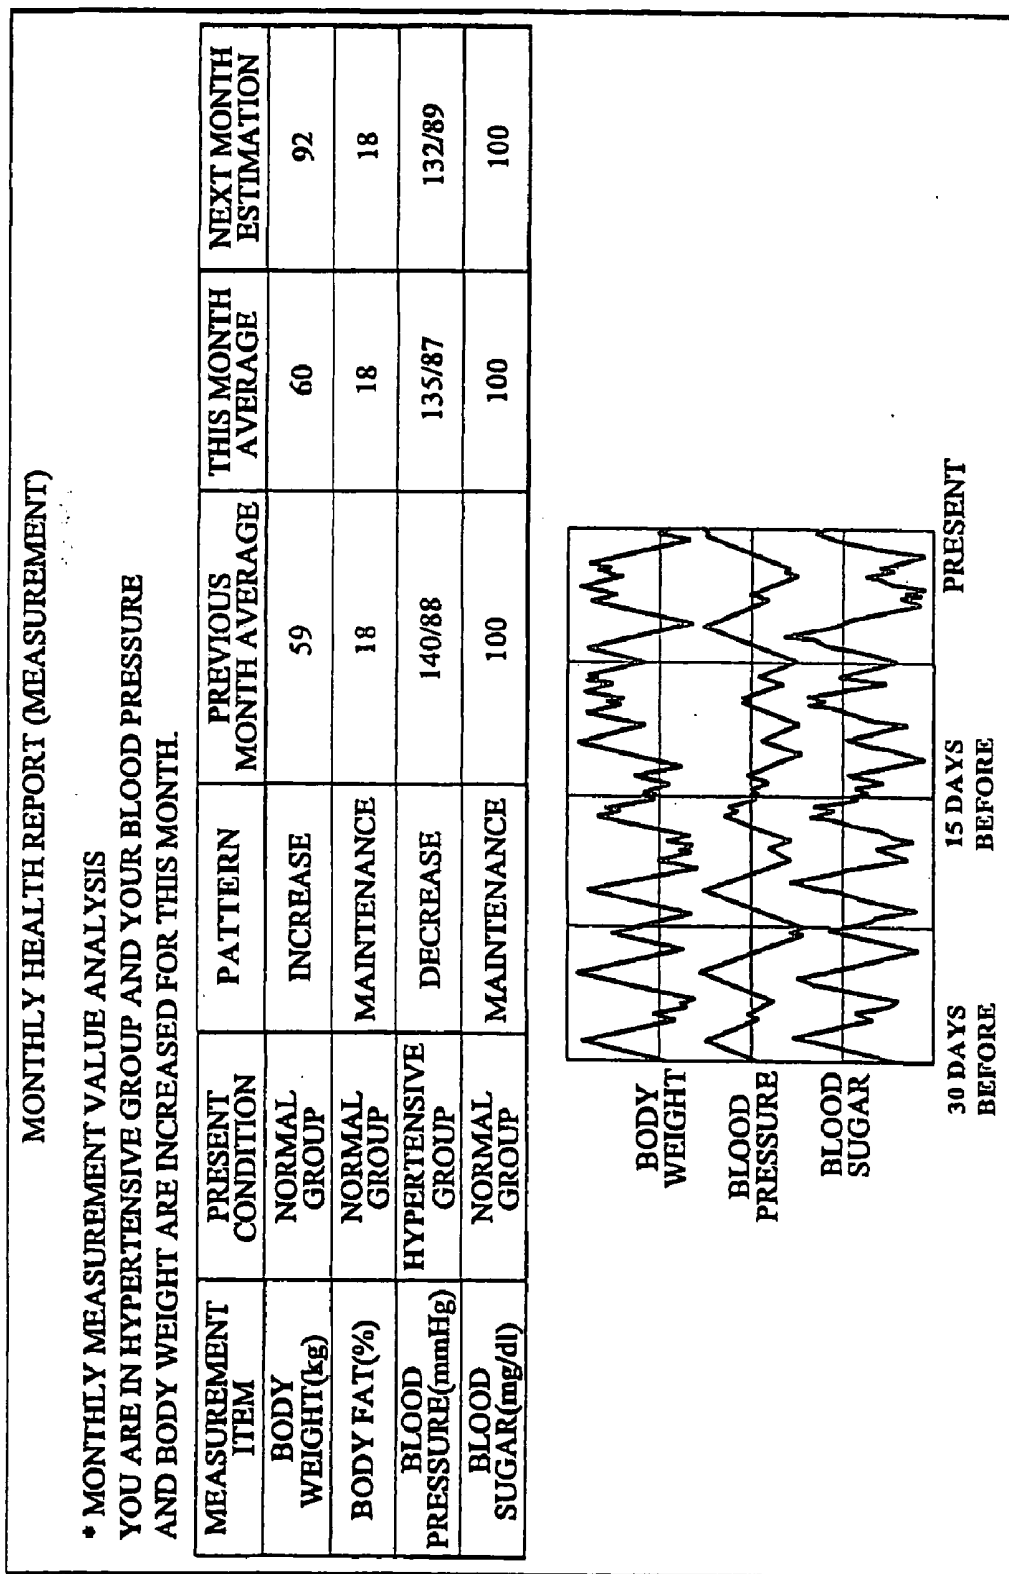 MONTHLY HEALTH REPORT (MEASUREMENT)
* MONTHLY MEASUREMENT VALUE ANALYSIS
YOU ARE IN HYPERTENSIVE GROUP AND YOUR BLOOD PRESSURE
AND BODY WEIGHT ARE INCREASED FOR THIS MONTH.
MEASUREMENT ITEM PRESENT CONDITION PATTERN PREVIOUS MONTH AVERAGE THIS MONTH AVERAGE NEXT MONTH ESTIMATION
BODY WEIGHT(kg) NORMAL GROUP INCREASE 59 60 92
BODY FAT(%) NORMAL GROUP MAINTENANCE 18 18 18
BLOOD PRESSURE(mmHg) HYPERTENSIVE GROUP DECREASE 140/88 135/87 132/89
BLOOD SUGAR(mg/dl) NORMAL GROUP MAINTENANCE 100 100 100
BODY
WEIGHT
BLOOD
PRESSURE
BLOOD
SUGAR
30 DAYS
BEFORE
15 DAYS
BEFORE
PRESENT